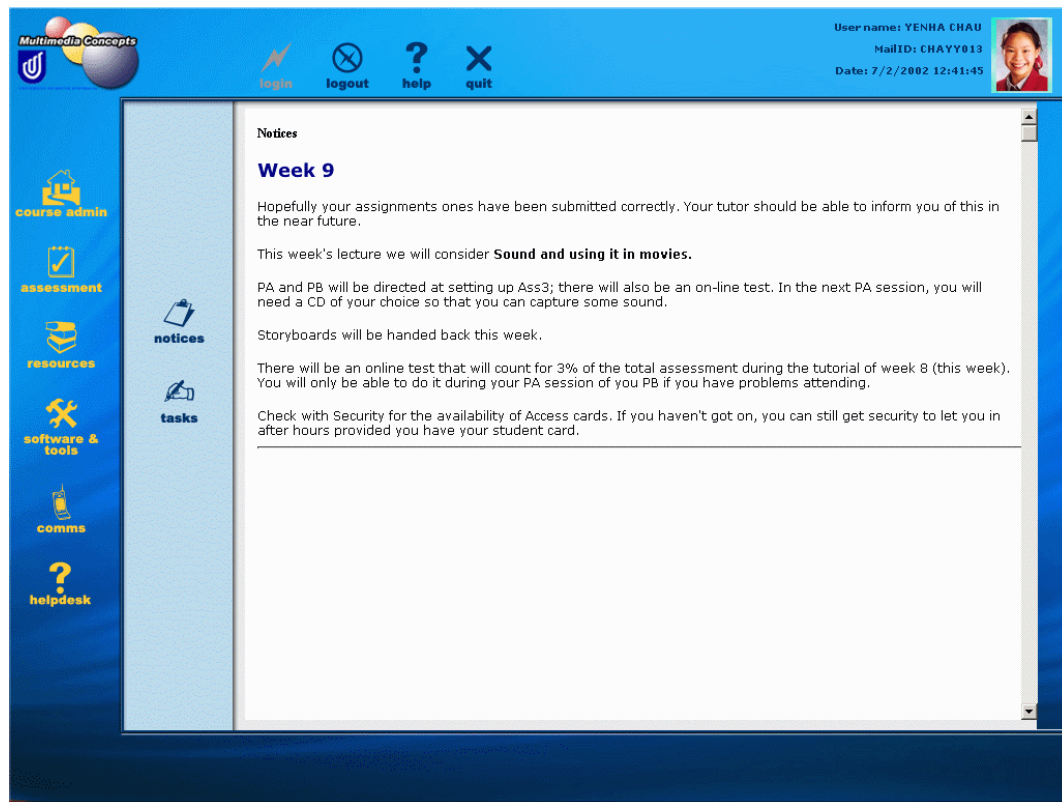 Multimedia Concepts
login
logout
help
quit
User name: YENHA CHAU
MailID: CHAYY013
Date: 7/2/2002 12:41:45
course admin
assessment
resources
software &
tools
comms
helpdesk
notices
tasks
Notices
Week 9
Hopefully your assignments ones have been submitted correctly. Your tutor should be able to inform you of this in
the near future.
This week's lecture we will consider Sound and using it in movies.
PA and PB will be directed at setting up Ass3; there will also be an on-line test. In the next PA session, you will
need a CD of your choice so that you can capture some sound.
Storyboards will be handed back this week.
There will be an online test that will count for 3% of the total assessment during the tutorial of week 8 (this week).
You will only be able to do it during your PA session of you PB if you have problems attending.
Check with Security for the availability of Access cards. If you haven't got on, you can still get security to let you in
after hours provided you have your student card.